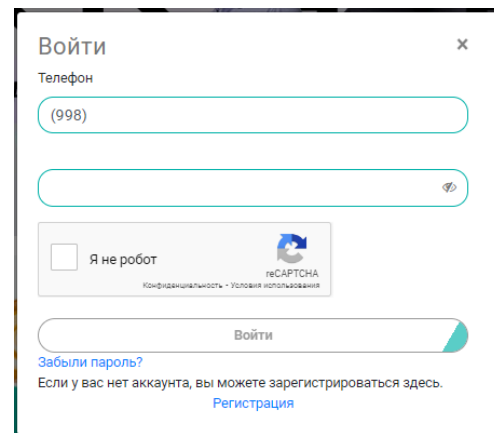 Войти
×
Телефон
(998)
Я не робот
reCAPTCHA
Конфиденциальность - Условия использования
Войти
Забыли пароль?
Если у вас нет аккаунта, вы можете зарегистрироваться здесь.
Регистрация